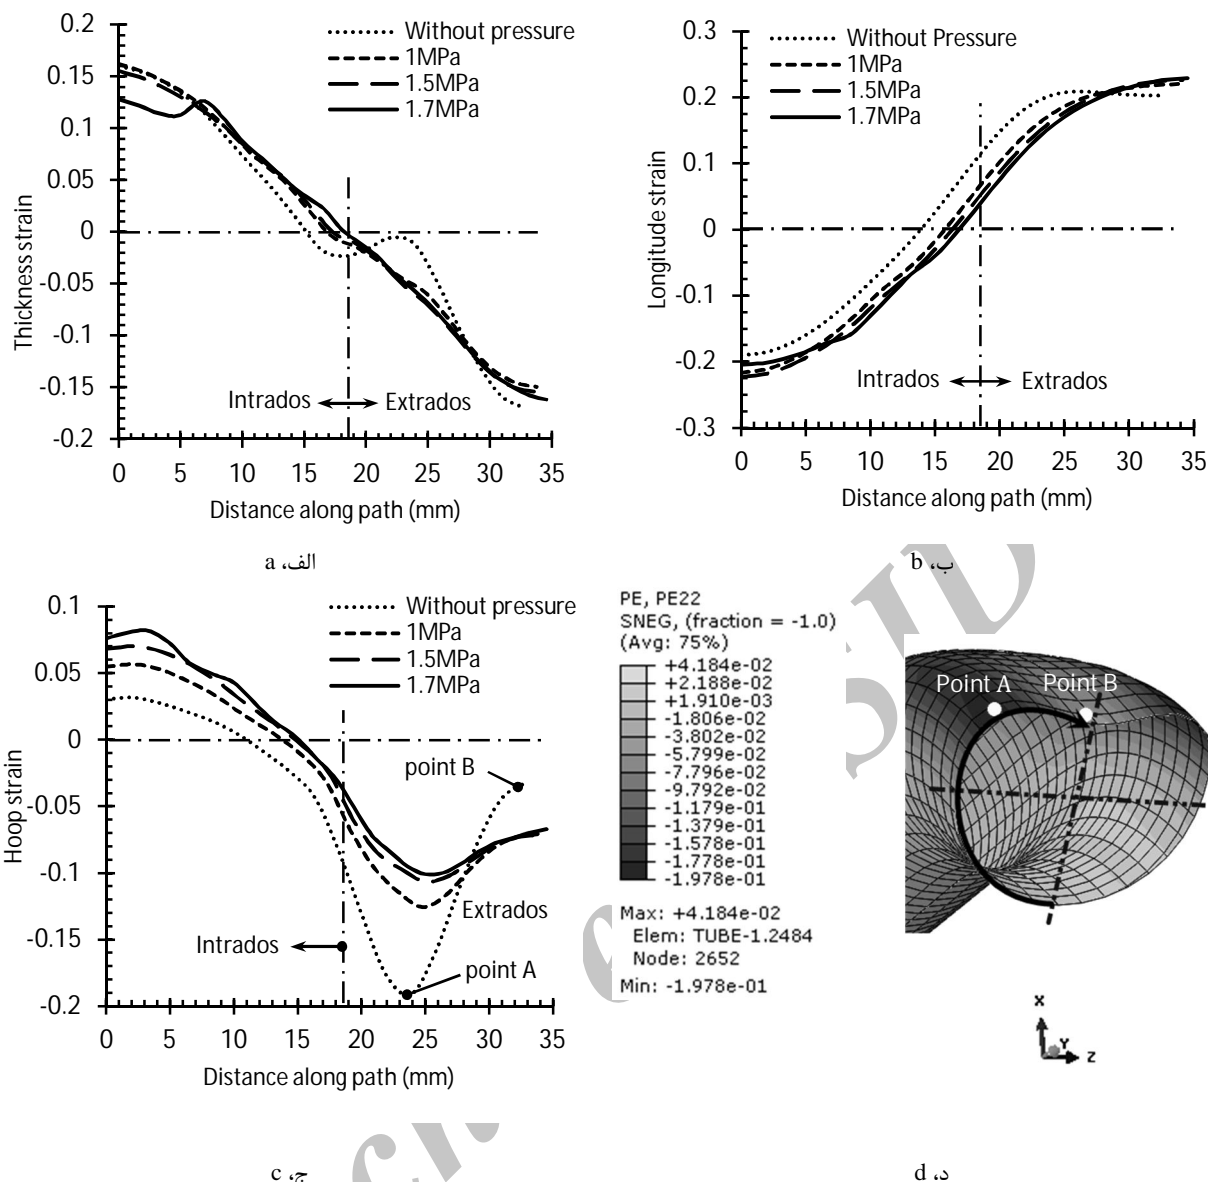 0.2
0.15
0.1
0.05
0
-0.05
-0.1
-0.15
-0.2
Thickness strain
Without pressure
1MPa
1.5MPa
1.7MPa
Intrados
Extrados
0 5 10 15 20 25 30 35
Distance along path (mm)
الف، a
0.3
0.2
0.1
0
-0.1
-0.2
-0.3
Longitude strain
Without Pressure
1MPa
1.5MPa
1.7MPa
Intrados
Extrados
0 5 10 15 20 25 30 35
Distance along path (mm)
ب، b
0.1
0.05
0
-0.05
-0.1
-0.15
-0.2
Hoop strain
Without pressure
1MPa
1.5MPa
1.7MPa
point B
Extrados
Intrados
point A
0 5 10 15 20 25 30 35
Distance along path (mm)
ج، c
PE, PE22
SNEG, (fraction = -1.0)
(Avg: 75%)
+4.184e-02
+2.188e-02
+1.910e-03
-1.806e-02
-3.802e-02
-5.799e-02
-7.796e-02
-9.792e-02
-1.179e-01
-1.379e-01
-1.578e-01
-1.778e-01
-1.978e-01
Max: +4.184e-02
Elem: TUBE-1.2484
Node: 2652
Min: -1.978e-01
Point A
Point B
X
Y
Z
د، d